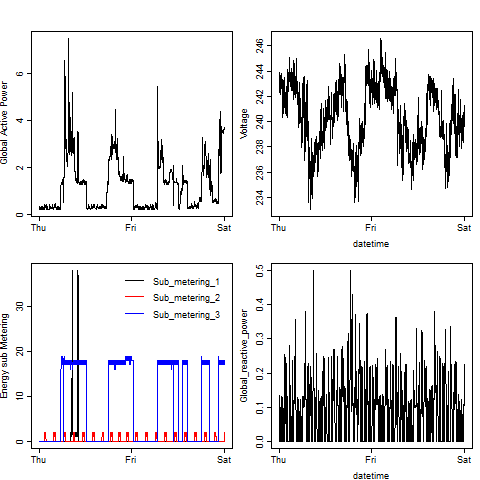 Global Active Power
0 2 4 6
Thu Fri Sat
Voltage
234 236 238 240 242 244 246
Thu Fri Sat
datetime
Energy sub Metering
0 10 20 30
Thu Fri Sat
Sub_metering_1
Sub_metering_2
Sub_metering_3
Global_reactive_power
0.0 0.1 0.2 0.3 0.4 0.5
Thu Fri Sat
datetime